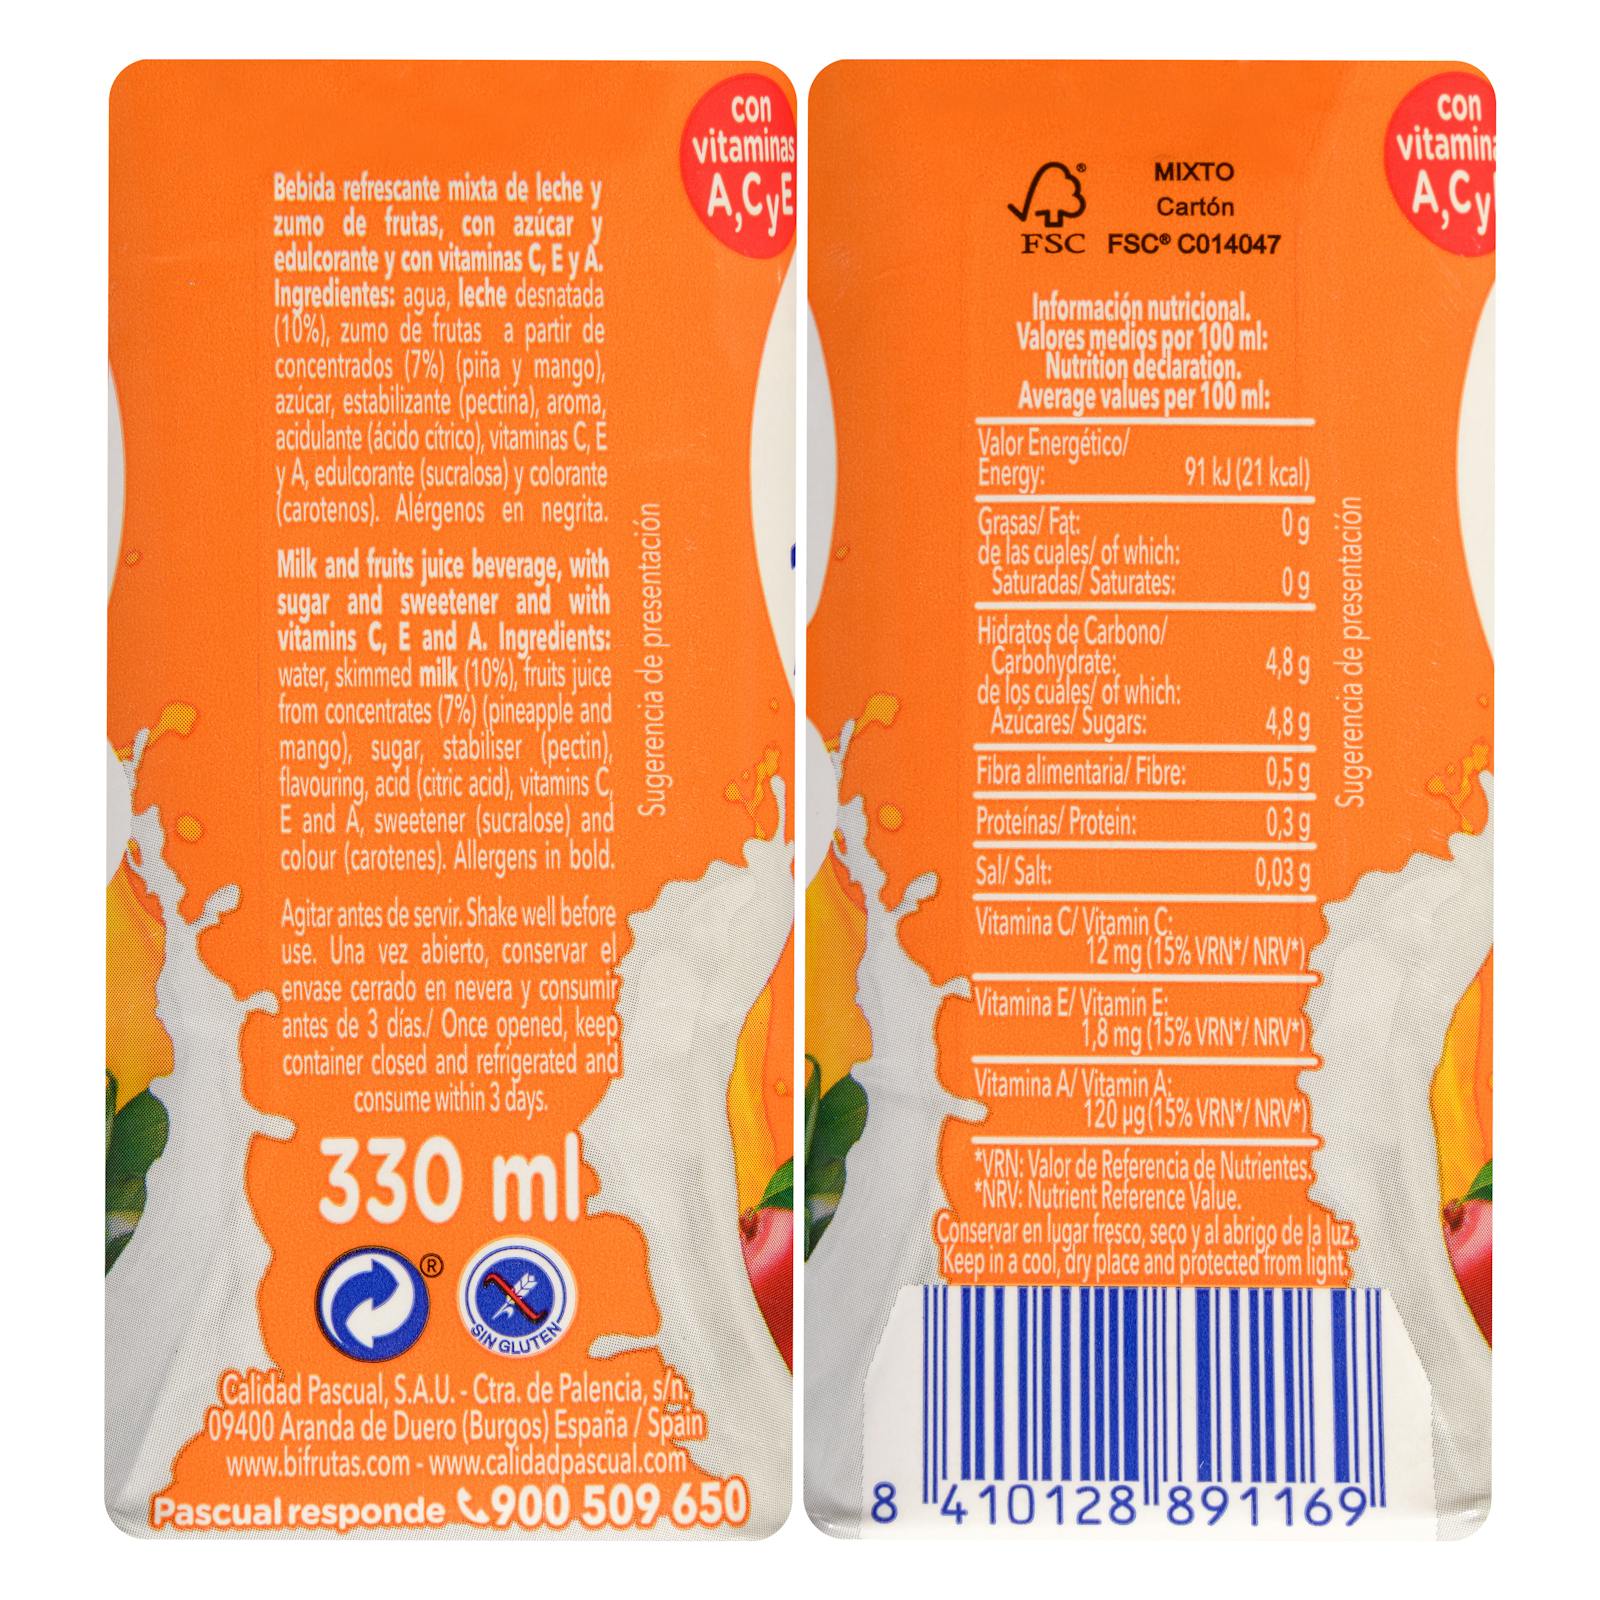 con
vitaminas
A,CyE
Bebida refrescante mixta de leche y
zumo de frutas, con azúcar y
edulcorante y con vitaminas C, E y A.
Ingredientes: agua, leche desnatada
(10%), zumo de frutas a partir de
concentrados (7%) (piña y mango),
azúcar, estabilizante (pectina), aroma,
acidulante (ácido cítrico), vitaminas C, E
y A, edulcorante (sucralosa) y colorante
(carotenos). Alérgenos en negrita.
Milk and fruits juice beverage, with
sugar and sweetener and with
vitamins C, E and A. Ingredients:
water, skimmed milk (10%), fruits juice
from concentrates (7%) (pineapple and
mango), sugar, stabiliser (pectin),
flavouring, acid (citric acid), vitamins C,
E and A, sweetener (sucralose) and
colour (carotenes). Allergens in bold.
Sugerencia de presentación
Agitar antes de servir. Shake well before
use. Una vez abierto, conservar el
envase cerrado en nevera y consumir
antes de 3 días./ Once opened, keep
container closed and refrigerated and
consume within 3 days.
330 ml
®
SIN GLUTEN
Calidad Pascual, S.A.U. - Ctra. de Palencia, s/n.
09400 Aranda de Duero (Burgos) España / Spain
www.bifrutas.com - www.calidadpascual.com
Pascual responde 900 509 650
con
vitamina
A,Cy
®
FSC
MIXTO
Cartón
FSC® C014047
Información nutricional.
Valores medios por 100 ml:
Nutrition declaration.
Average values per 100 ml:
Valor Energético/
Energy: 91 kJ (21 kcal)
Grasas/ Fat: 0 g
de las cuales/ of which:
Saturadas/ Saturates: 0 g
Hidratos de Carbono/
Carbohydrate: 4,8 g
de los cuales/ of which:
Azúcares/ Sugars: 4,8 g
Fibra alimentaria/ Fibre: 0,5 g
Proteínas/ Protein: 0,3 g
Sal/ Salt: 0,03 g
Vitamina C/ Vitamin C:
12 mg (15% VRN*/ NRV*)
Vitamina E/ Vitamin E:
1,8 mg (15% VRN*/ NRV*)
Vitamina A/ Vitamin A:
120 µg (15% VRN*/ NRV*)
*VRN: Valor de Referencia de Nutrientes.
*NRV: Nutrient Reference Value.
Conservar en lugar fresco, seco y al abrigo de la luz.
Keep in a cool, dry place and protected from light.
Sugerencia de presentación
8 410128 891169